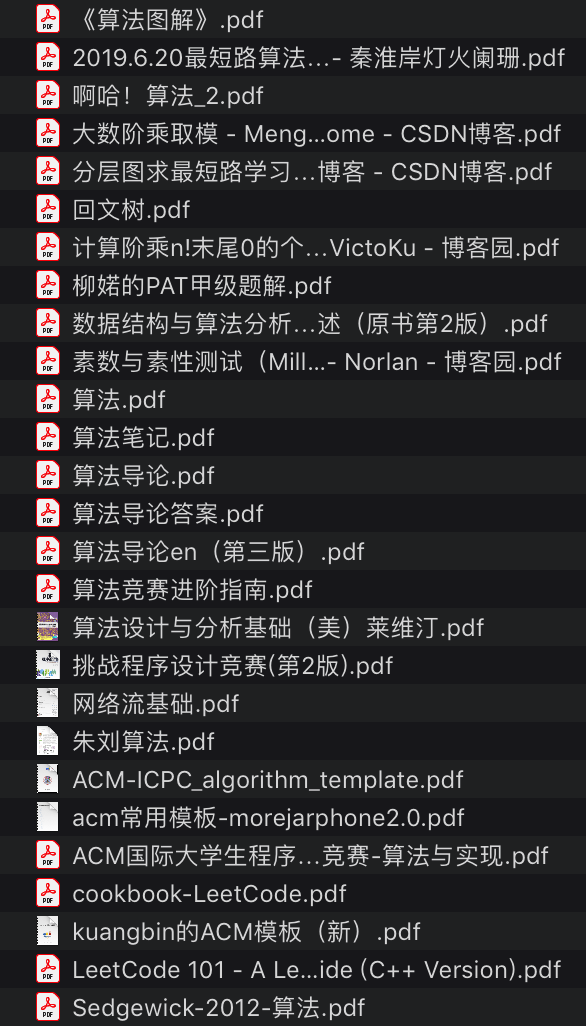 《算法图解》.pdf
2019.6.20最短路算法...- 秦淮岸灯火阑珊.pdf
啊哈！算法_2.pdf
大数阶乘取模 - Meng...ome - CSDN博客.pdf
分层图求最短路学习...博客 - CSDN博客.pdf
回文树.pdf
计算阶乘n!末尾0的个...VictoKu - 博客园.pdf
柳婼的PAT甲级题解.pdf
数据结构与算法分析...述（原书第2版）.pdf
素数与素性测试（Mill...- Norlan - 博客园.pdf
算法.pdf
算法笔记.pdf
算法导论.pdf
算法导论答案.pdf
算法导论en（第三版）.pdf
算法竞赛进阶指南.pdf
算法设计与分析基础（美）莱维汀.pdf
挑战程序设计竞赛(第2版).pdf
网络流基础.pdf
朱刘算法.pdf
ACM-ICPC_algorithm_template.pdf
acm常用模板-morejarphone2.0.pdf
ACM国际大学生程序...竞赛-算法与实现.pdf
cookbook-LeetCode.pdf
kuangbin的ACM模板（新）.pdf
LeetCode 101 - A Le...ide (C++ Version).pdf
Sedgewick-2012-算法.pdf